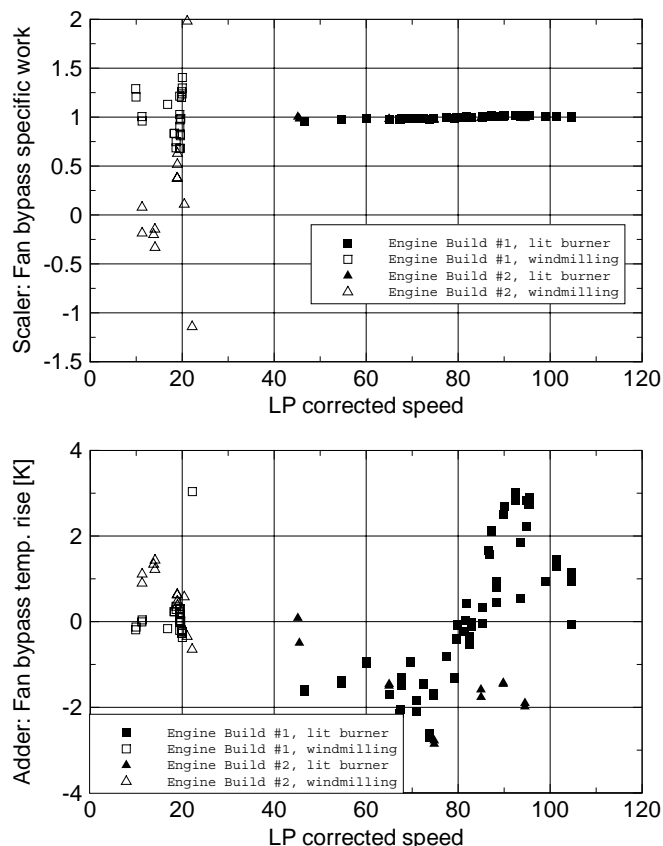 Scaler: Fan bypass specific work
2
1.5
1
0.5
0
-0.5
-1
-1.5
Engine Build #1, lit burner
Engine Build #1, windmilling
Engine Build #2, lit burner
Engine Build #2, windmilling
0 20 40 60 80 100 120
LP corrected speed
Adder: Fan bypass temp. rise [K]
4
2
0
-2
-4
Engine Build #1, lit burner
Engine Build #1, windmilling
Engine Build #2, lit burner
Engine Build #2, windmilling
0 20 40 60 80 100 120
LP corrected speed